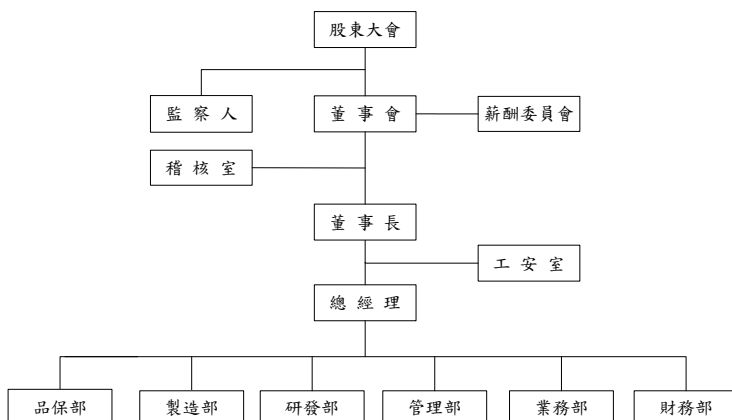 股東大會
監察人
董事會
薪酬委員會
稽核室
董事長
工安室
總經理
品保部
製造部
研發部
管理部
業務部
財務部